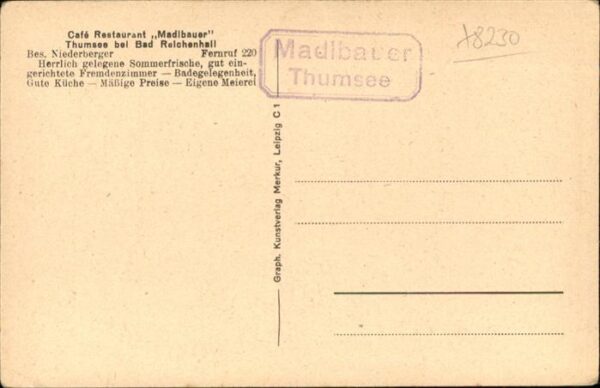 Café Restaurant „Madlbauer"
Thumsee bei Bad Reichenhall
Bes. Niederberger Fernruf 220
Herrlich gelegene Sommerfrische, gut ein-
gerichtete Fremdenzimmer — Badegelegenheit,
Gute Küche — Mäßige Preise — Eigene Meierei
Madlbauer
Thumsee
Graph. Kunstverlag Merkur, Leipzig C 1